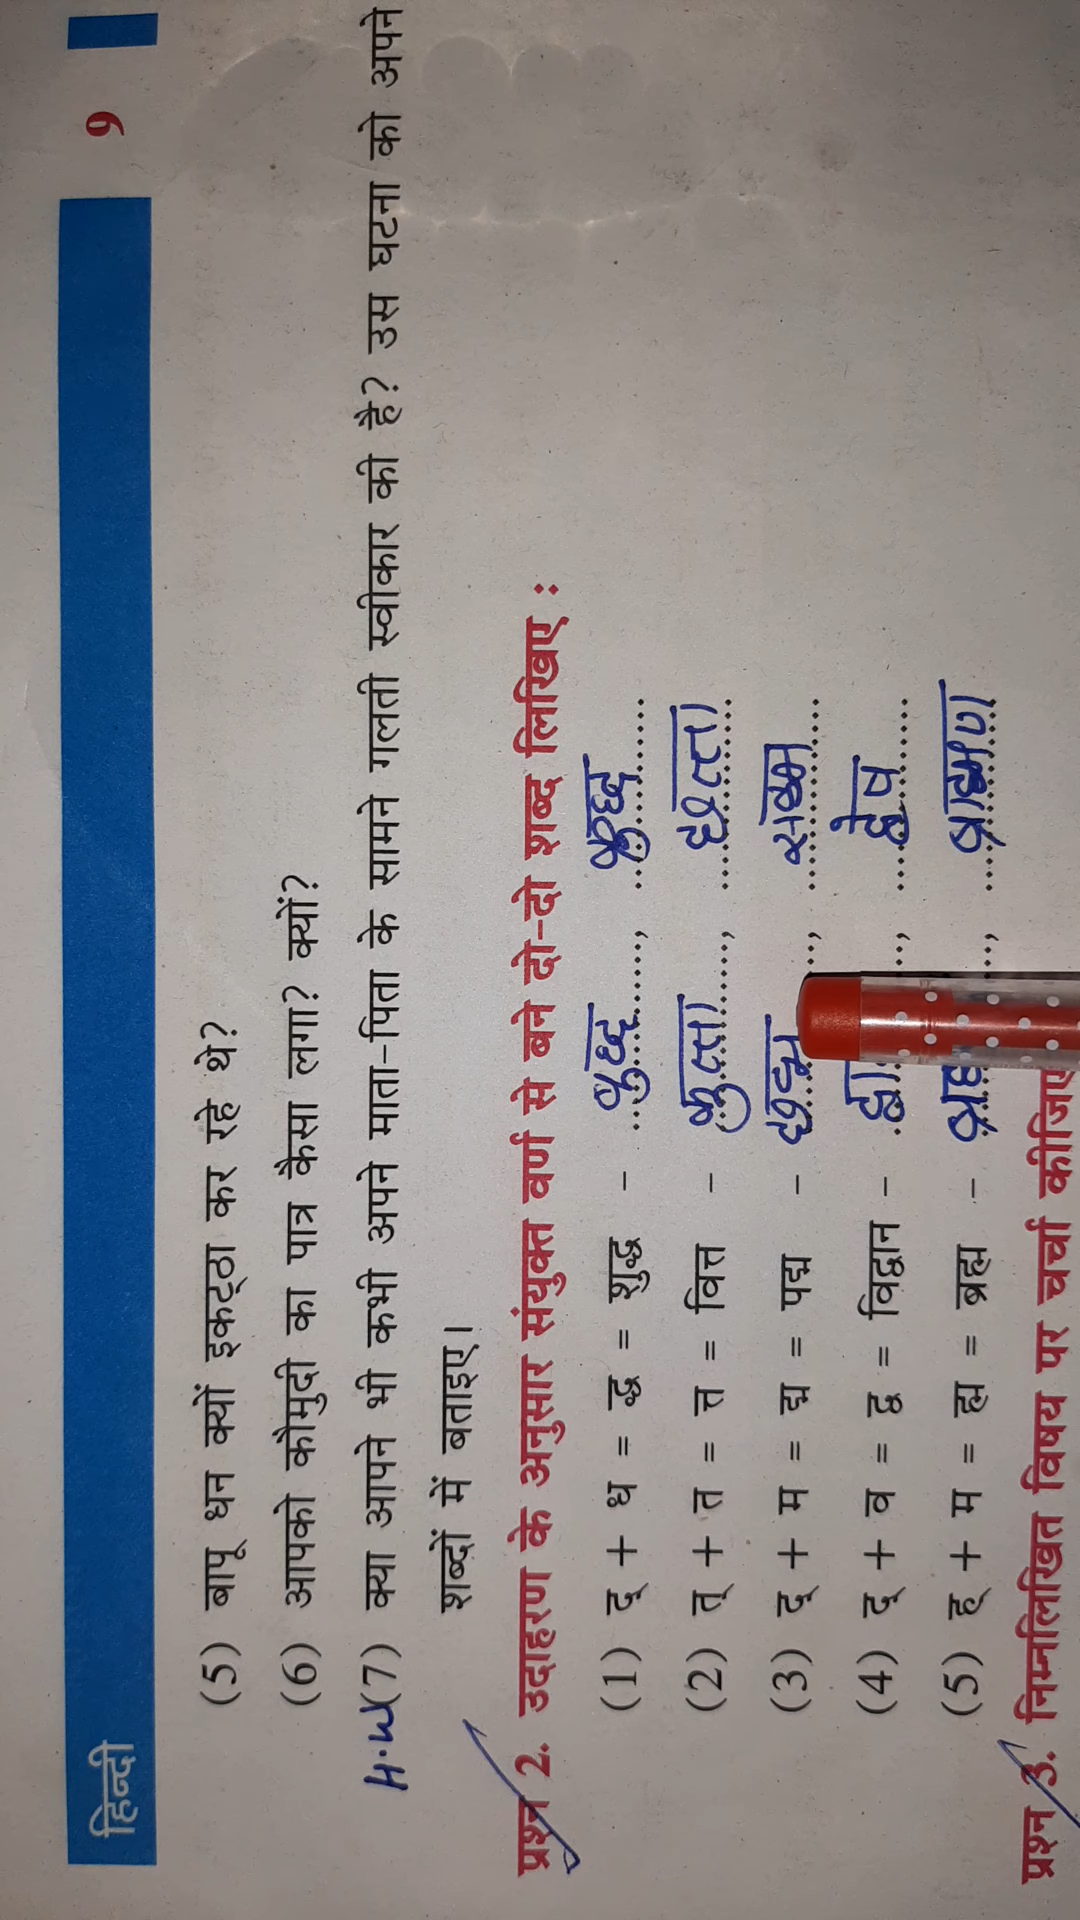 हिन्दी 9
(5) बापू धन क्यों इकट्ठा कर रहे थे?
(6) आपको कौमुदी का पात्र कैसा लगा? क्यों?
H.W (7) क्या आपने भी कभी अपने माता-पिता के सामने गलती स्वीकार की है? उस घटना को अपने
शब्दों में बताइए।
प्रश्न 2. उदाहरण के अनुसार संयुक्त वर्ण से बने दो-दो शब्द लिखिए :
(1) द् + ध = द्ध = शुद्ध - युद्ध, क्रुद्ध
(2) त् + त = त्त = वित्त - कुत्ता, छत्ता
(3) द् + म = द्म = पद्म - छद्म, सद्म
(4) द् + व = द्व = विद्वान - , द्वेष
(5) ह् + म = ह्म = ब्रह्म - , ब्राह्मण
प्रश्न 3. निम्नलिखित विषय पर चर्चा कीजिए